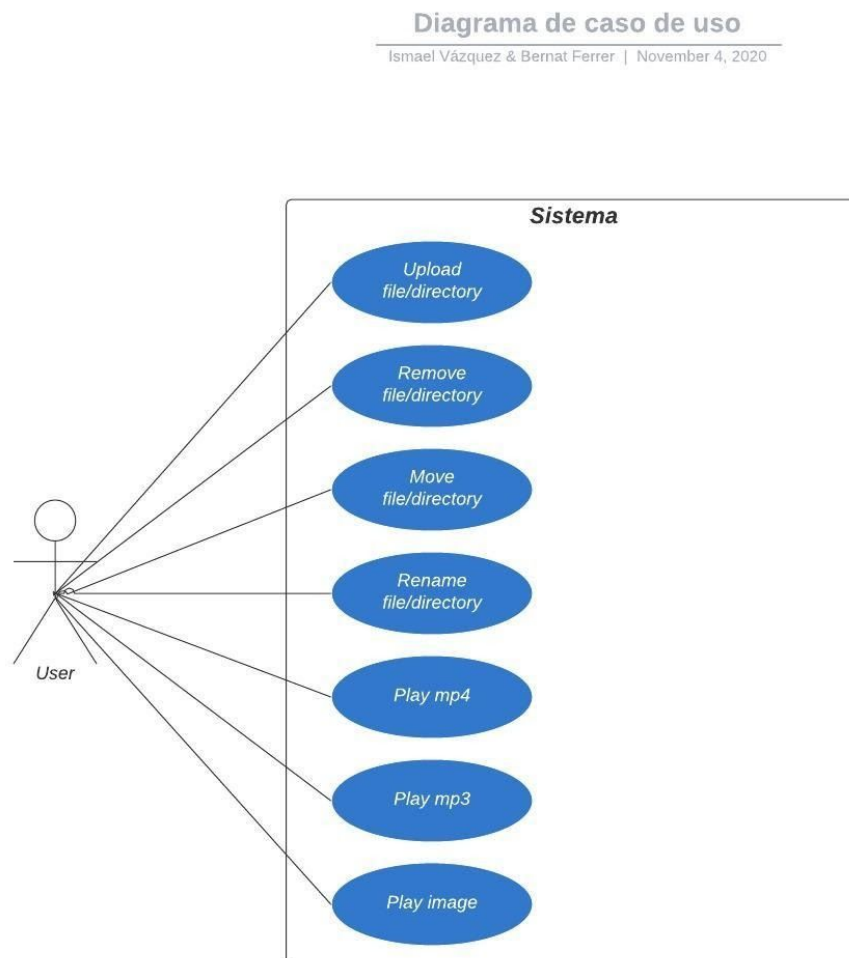 Diagrama de caso de uso
Ismael Vázquez & Bernat Ferrer | November 4, 2020
Sistema
Upload
file/directory
Remove
file/directory
Move
file/directory
Rename
file/directory
User
Play mp4
Play mp3
Play image